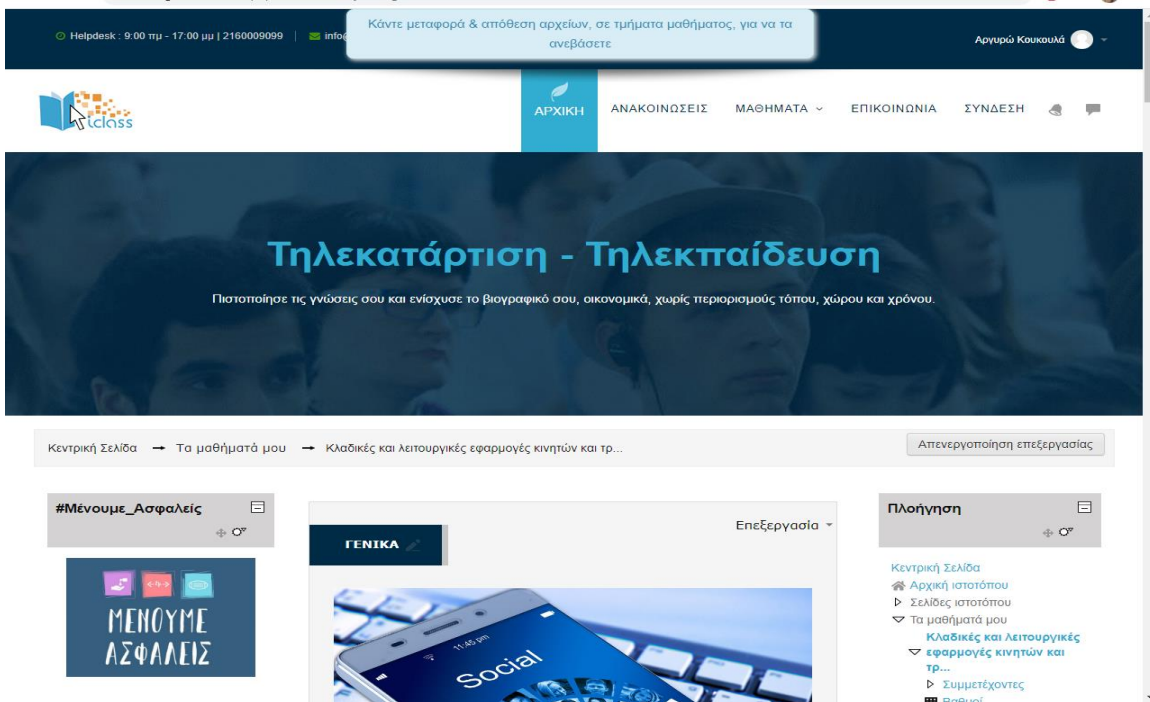 Helpdesk : 9:00 πμ - 17:00 μμ | 2160009099
Κάντε μεταφορά & απόθεση αρχείων, σε τμήματα μαθήματος, για να τα
ανεβάσετε
Αργυρώ Κουκουλά
iclass
ΑΡΧΙΚΗ ΑΝΑΚΟΙΝΩΣΕΙΣ ΜΑΘΗΜΑΤΑ ΕΠΙΚΟΙΝΩΝΙΑ ΣΥΝΔΕΣΗ
Τηλεκατάρτιση - Τηλεκπαίδευση
Πιστοποίησε τις γνώσεις σου και ενίσχυσε το βιογραφικό σου, οικονομικά, χωρίς περιορισμούς τόπου, χώρου και χρόνου.
Κεντρική Σελίδα → Τα μαθήματά μου → Κλαδικές και λειτουργικές εφαρμογές κινητών και τρ...
Απενεργοποίηση επεξεργασίας
#Μένουμε_Ασφαλείς
ΜΕΝΟΥΜΕ
ΑΣΦΑΛΕΙΣ
ΓΕΝΙΚΑ
Επεξεργασία
11:45 pm
Social
Πλοήγηση
Κεντρική Σελίδα
Αρχική ιστοτόπου
Σελίδες ιστοτόπου
Τα μαθήματά μου
Κλαδικές και λειτουργικές
εφαρμογές κινητών και
τρ...
Συμμετέχοντες